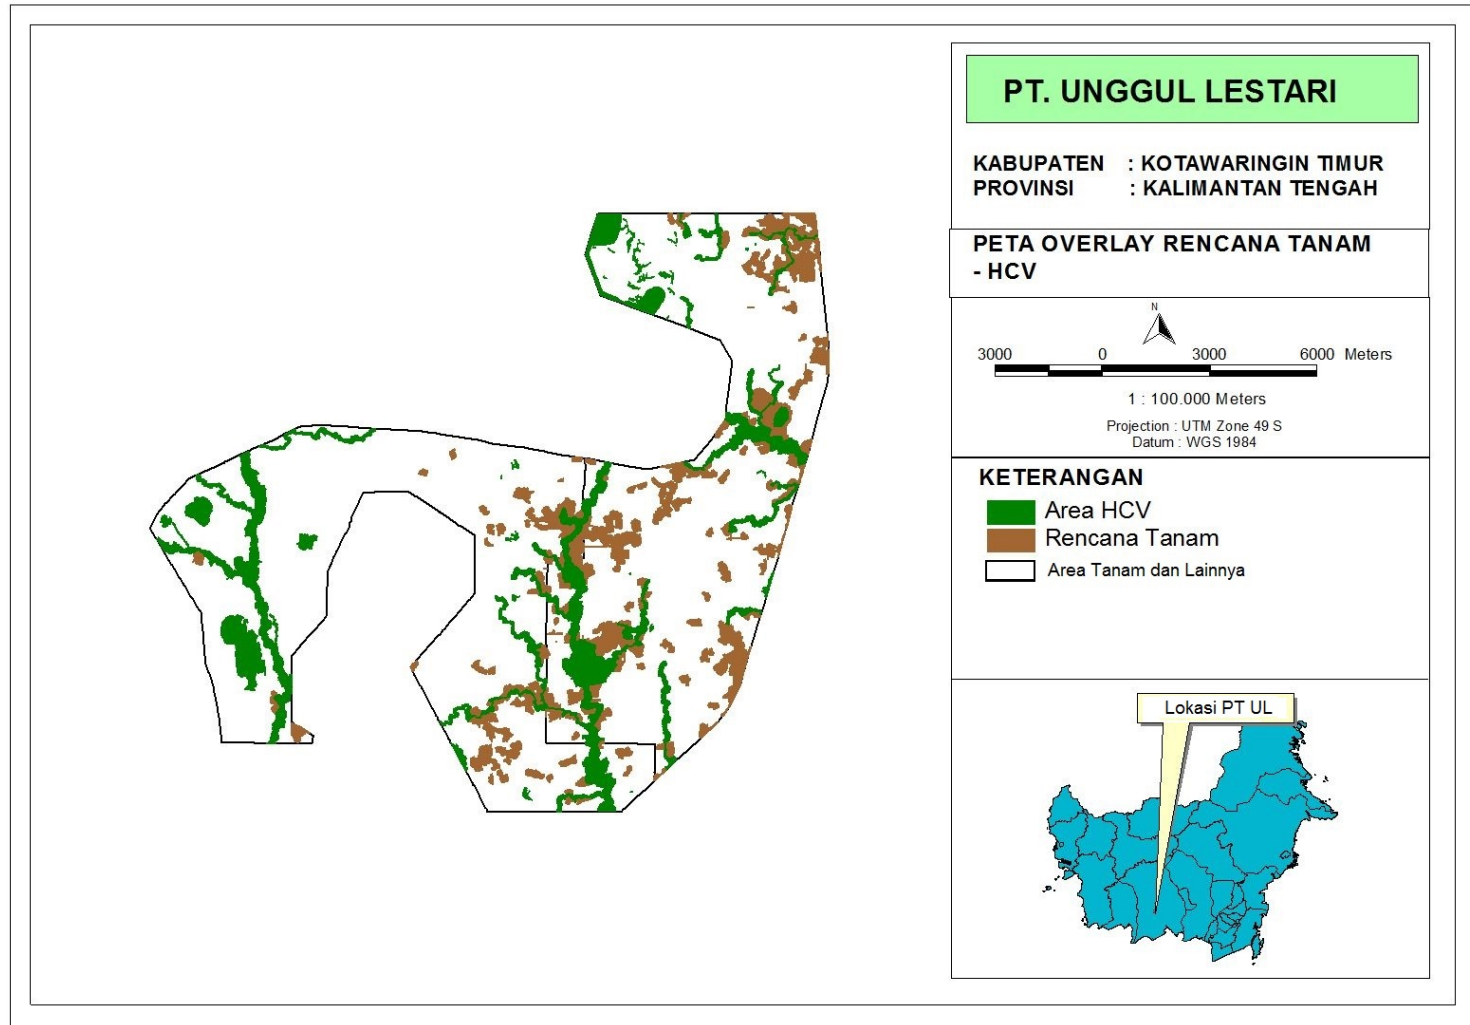 PT. UNGGUL LESTARI
KABUPATEN : KOTAWARINGIN TIMUR
PROVINSI : KALIMANTAN TENGAH
PETA OVERLAY RENCANA TANAM
- HCV
N
3000 0 3000 6000 Meters
1 : 100.000 Meters
Projection : UTM Zone 49 S
Datum : WGS 1984
KETERANGAN
Area HCV
Rencana Tanam
Area Tanam dan Lainnya
Lokasi PT UL